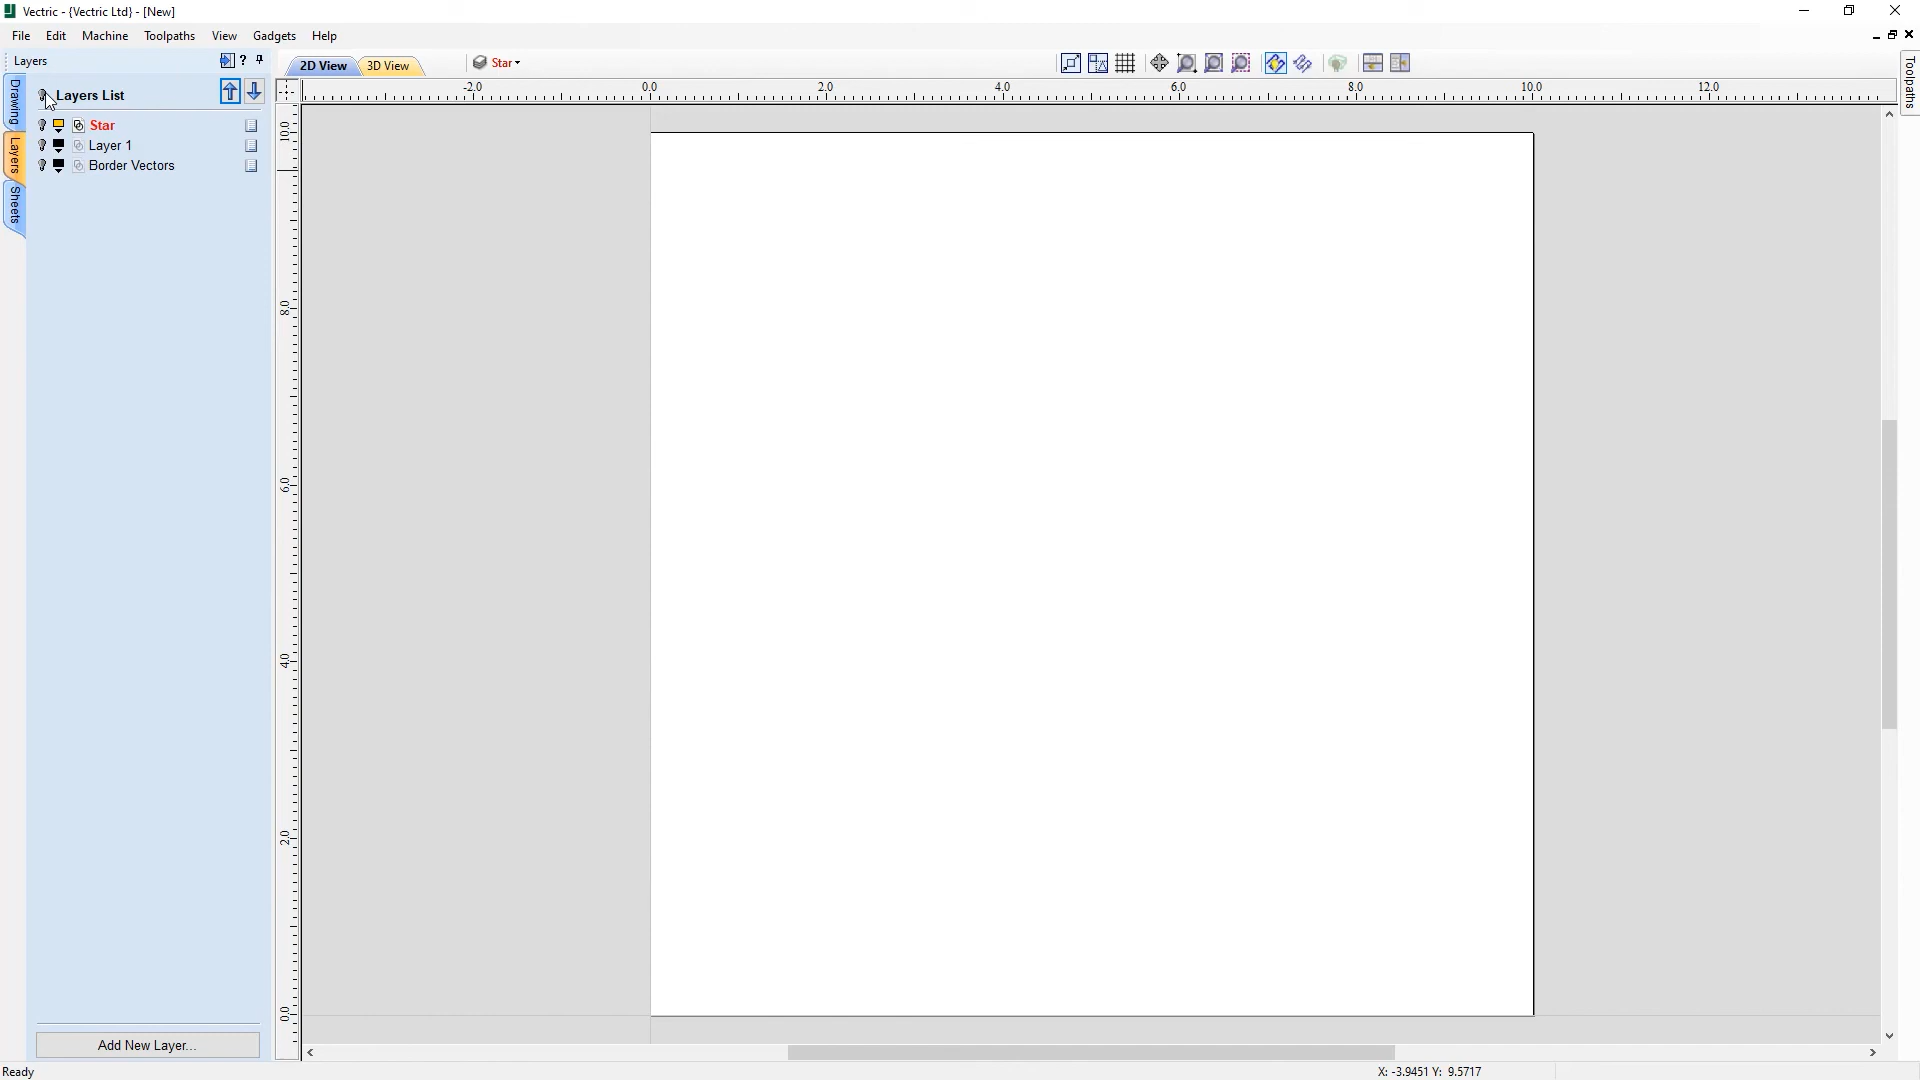 Vectric - {Vectric Ltd} - [New]
File Edit Machine Toolpaths View Gadgets Help
Layers ?
2D View 3D View Star
Toolpaths
Drawing
Layers
Sheets
Layers List
Star
Layer 1
Border Vectors
-2.0 0.0 2.0 4.0 6.0 8.0 10.0 12.0
10.0
8.0
6.0
4.0
2.0
0.0
Add New Layer...
Ready X: -3.9451 Y: 9.5717